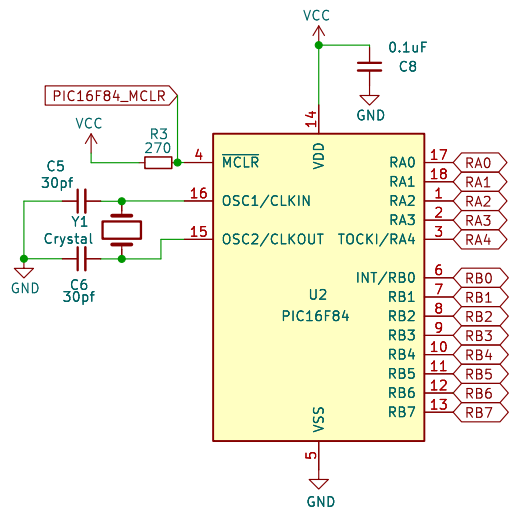 VCC
0.1uF
C8
GND
PIC16F84_MCLR
VCC
R3
270
14
VDD
4
MCLR
RA0
17
RA0
RA1
18
RA1
C5
30pf
16
OSC1/CLKIN
RA2
1
RA2
Y1
Crystal
RA3
2
RA3
15
OSC2/CLKOUT
TOCKI/RA4
3
RA4
GND
C6
30pf
INT/RB0
6
RB0
U2
PIC16F84
RB1
7
RB1
RB2
8
RB2
RB3
9
RB3
RB4
10
RB4
RB5
11
RB5
RB6
12
RB6
RB7
13
RB7
VSS
5
GND